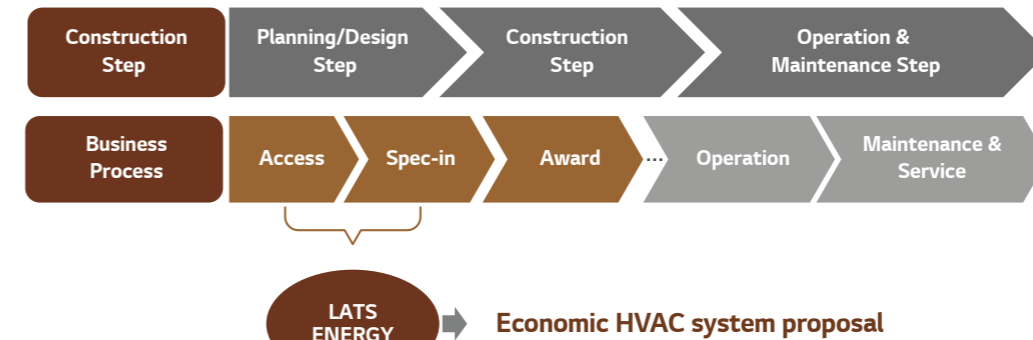 Construction
Step
Planning/Design
Step
Construction
Step
Operation &
Maintenance Step
Business
Process
Access
Spec-in
Award
...
Operation
Maintenance &
Service
LATS
ENERGY
Economic HVAC system proposal